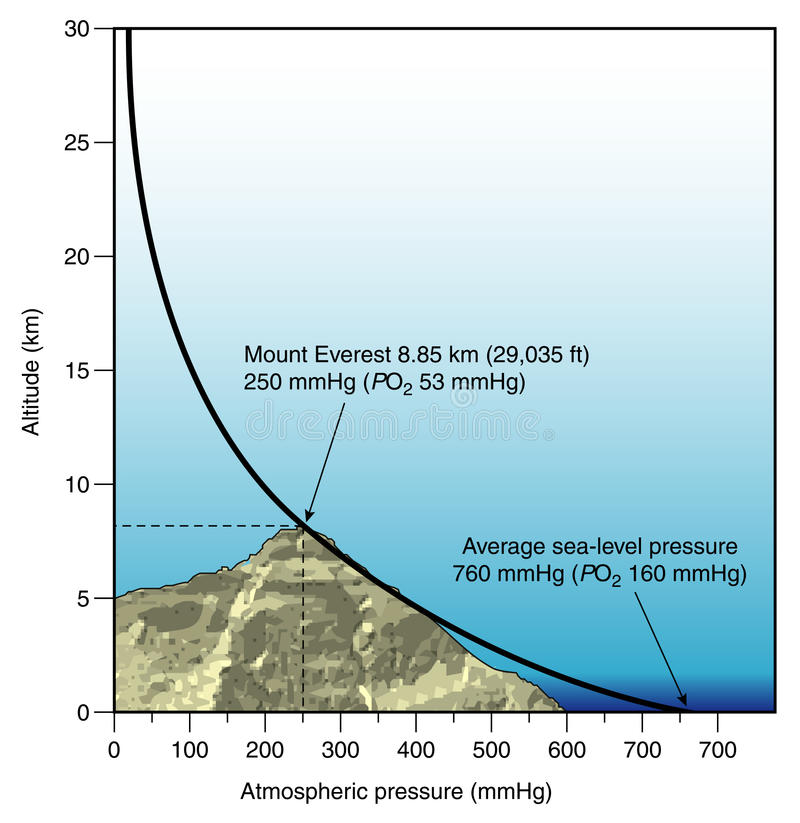 30
25
20
15
10
5
0
Altitude (km)
Mount Everest 8.85 km (29,035 ft)
250 mmHg (PO₂ 53 mmHg)
dreamstime.
Average sea-level pressure
760 mmHg (PO₂ 160 mmHg)
0 100 200 300 400 500 600 700 700
Atmospheric pressure (mmHg)